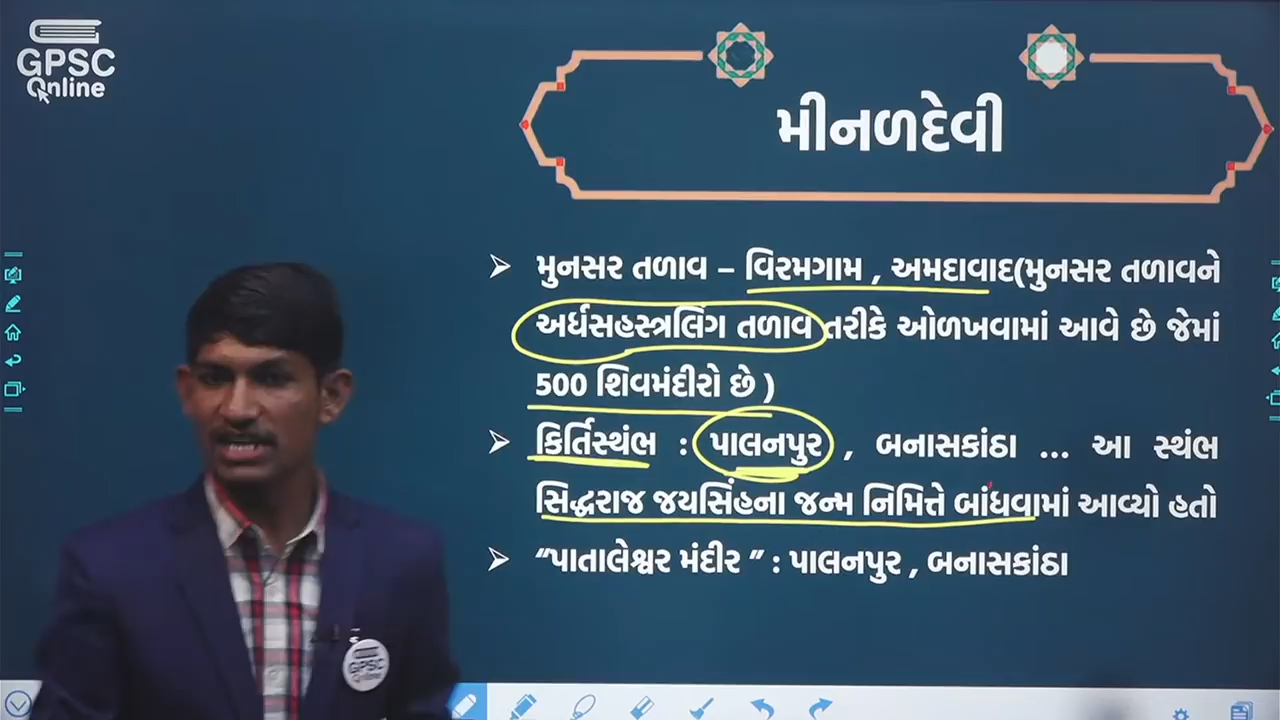 GPSC
Online
મીનળદેવી
➢ મુનસર તળાવ – વિરમગામ , અમદાવાદ(મુનસર તળાવને
અર્ધસહસ્ત્રલિંગ તળાવ તરીકે ઓળખવામાં આવે છે જેમાં
500 શિવમંદીરો છે )
➢ કિર્તિસ્થંભ : પાલનપુર , બનાસકાંઠા ... આ સ્થંભ
સિદ્ધરાજ જયસિંહના જન્મ નિમિત્તે બાંધવામાં આવ્યો હતો
➢ “પાતાલેશ્વર મંદીર ” : પાલનપુર , બનાસકાંઠા
GPSC
Online